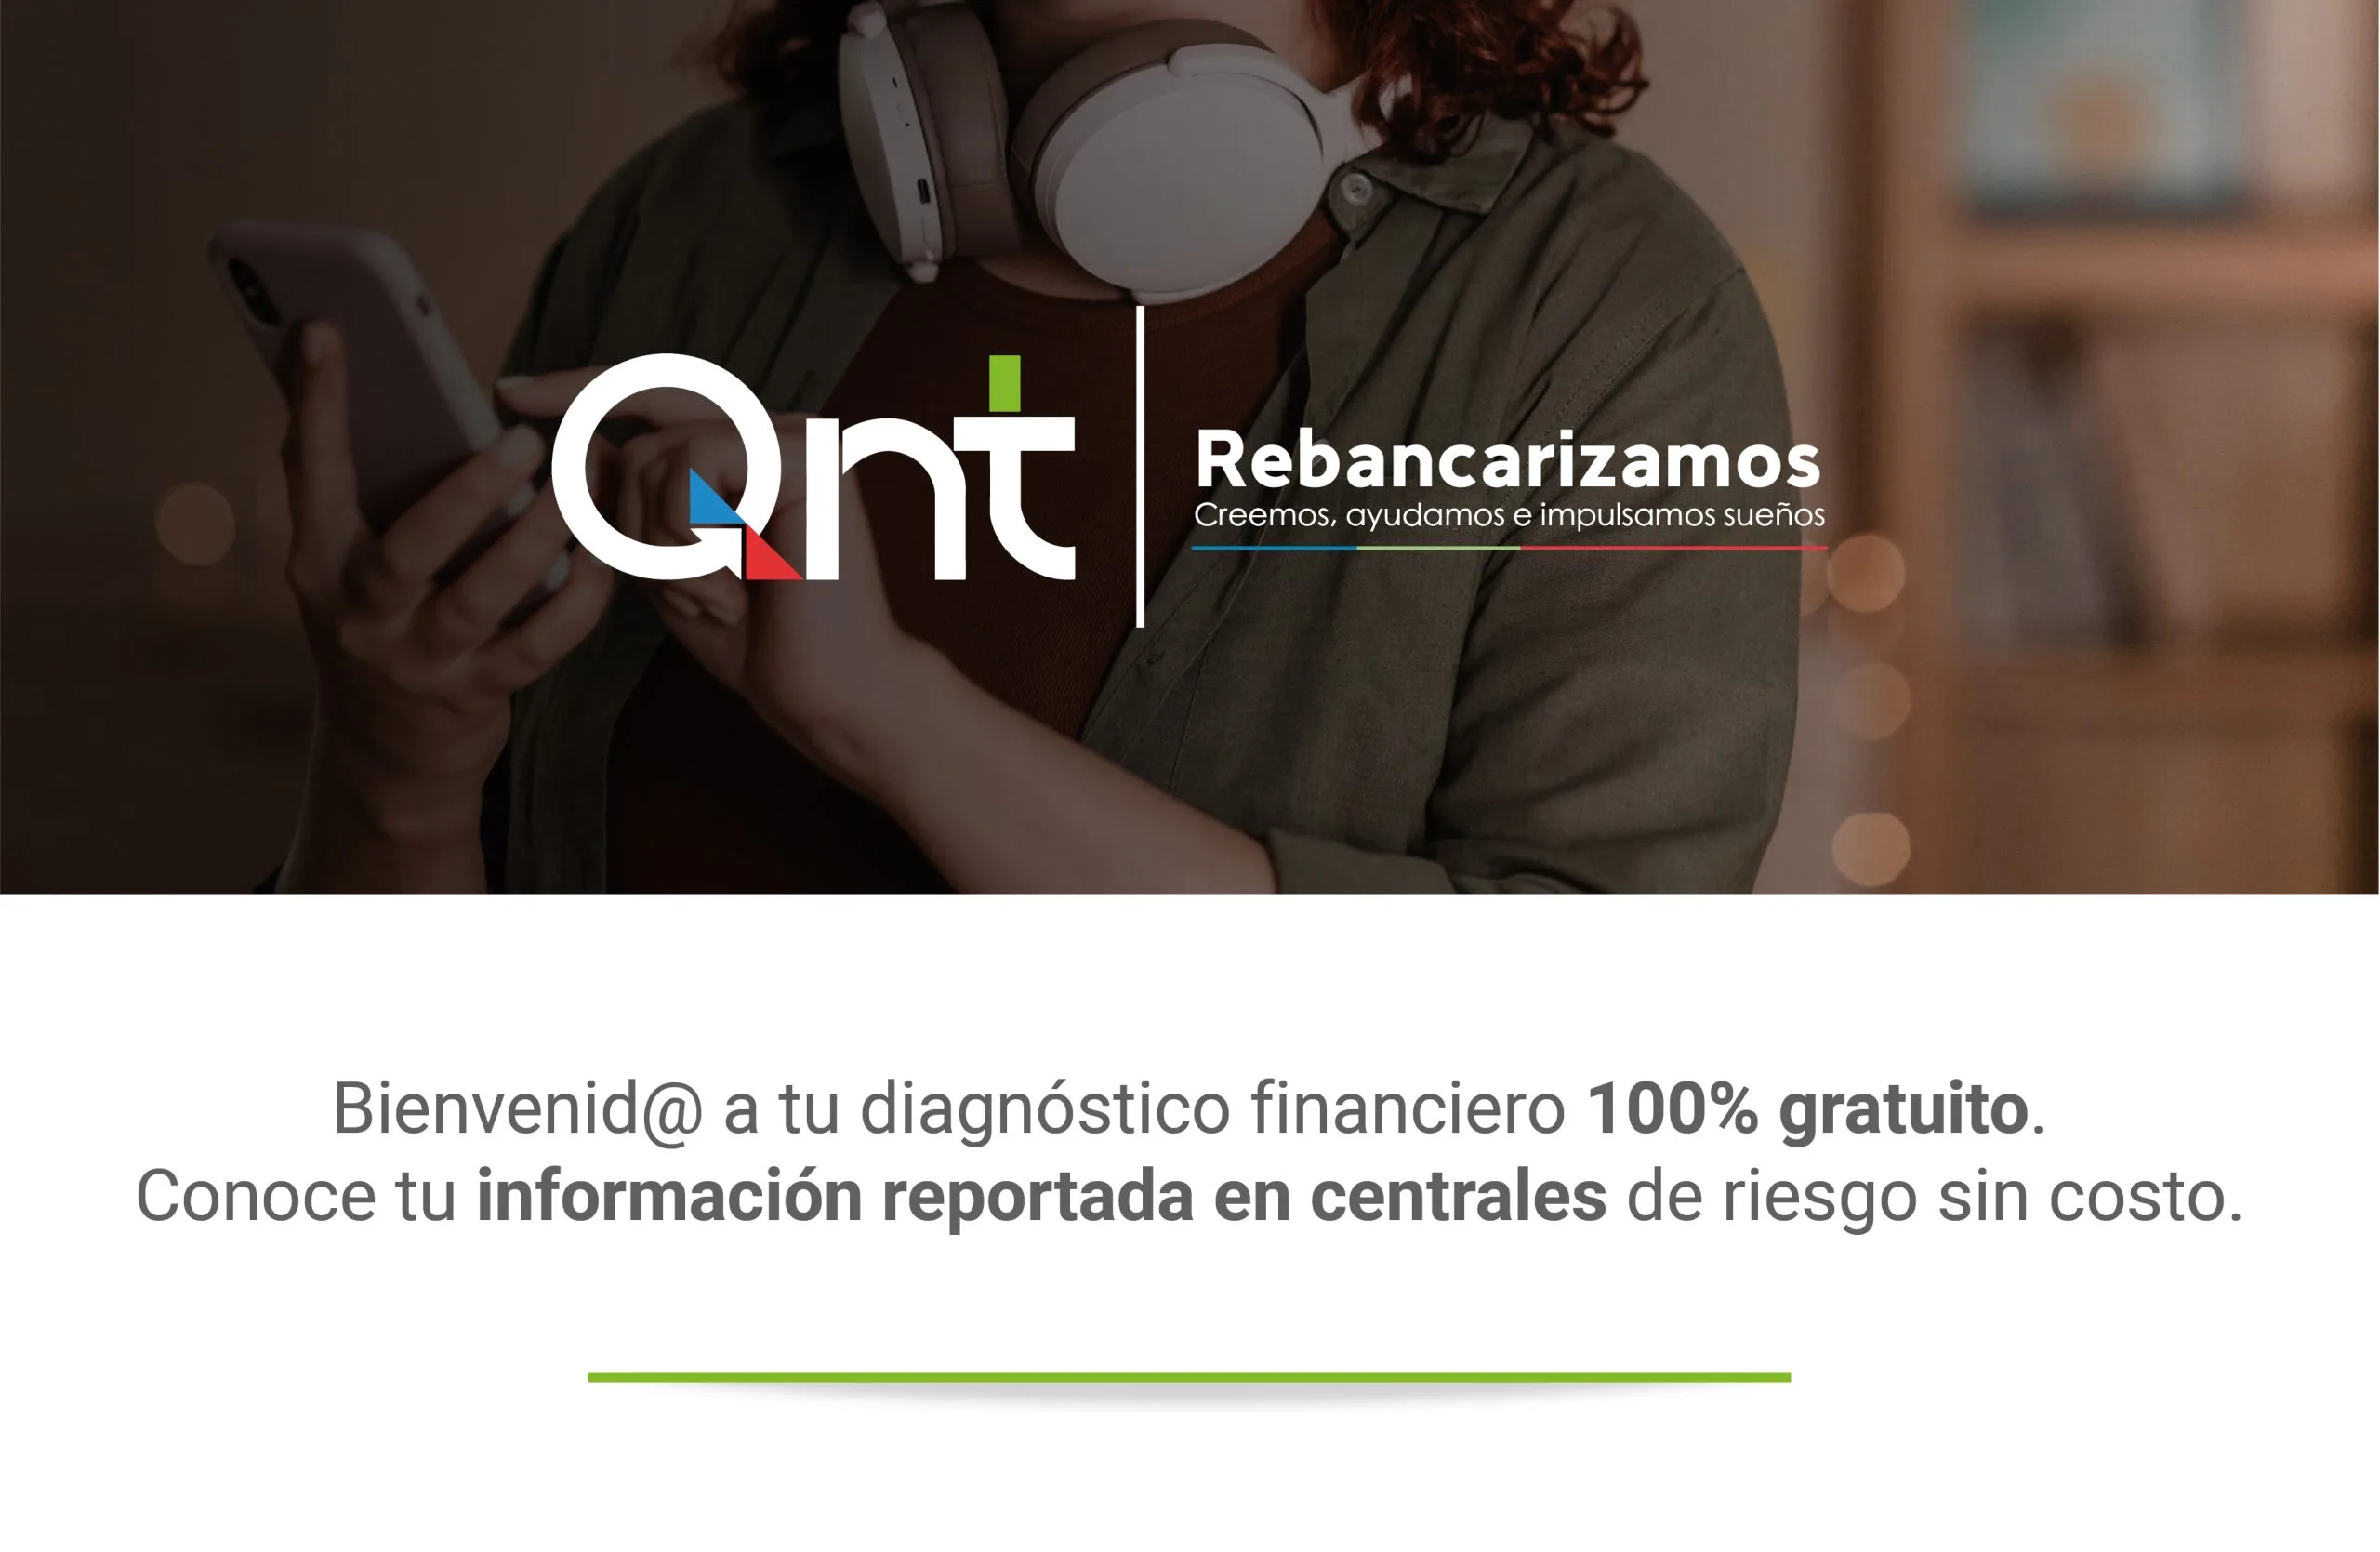 Qnt
Rebancarizamos
Creemos, ayudamos e impulsamos sueños
Bienvenid@ a tu diagnóstico financiero 100% gratuito.
Conoce tu información reportada en centrales de riesgo sin costo.